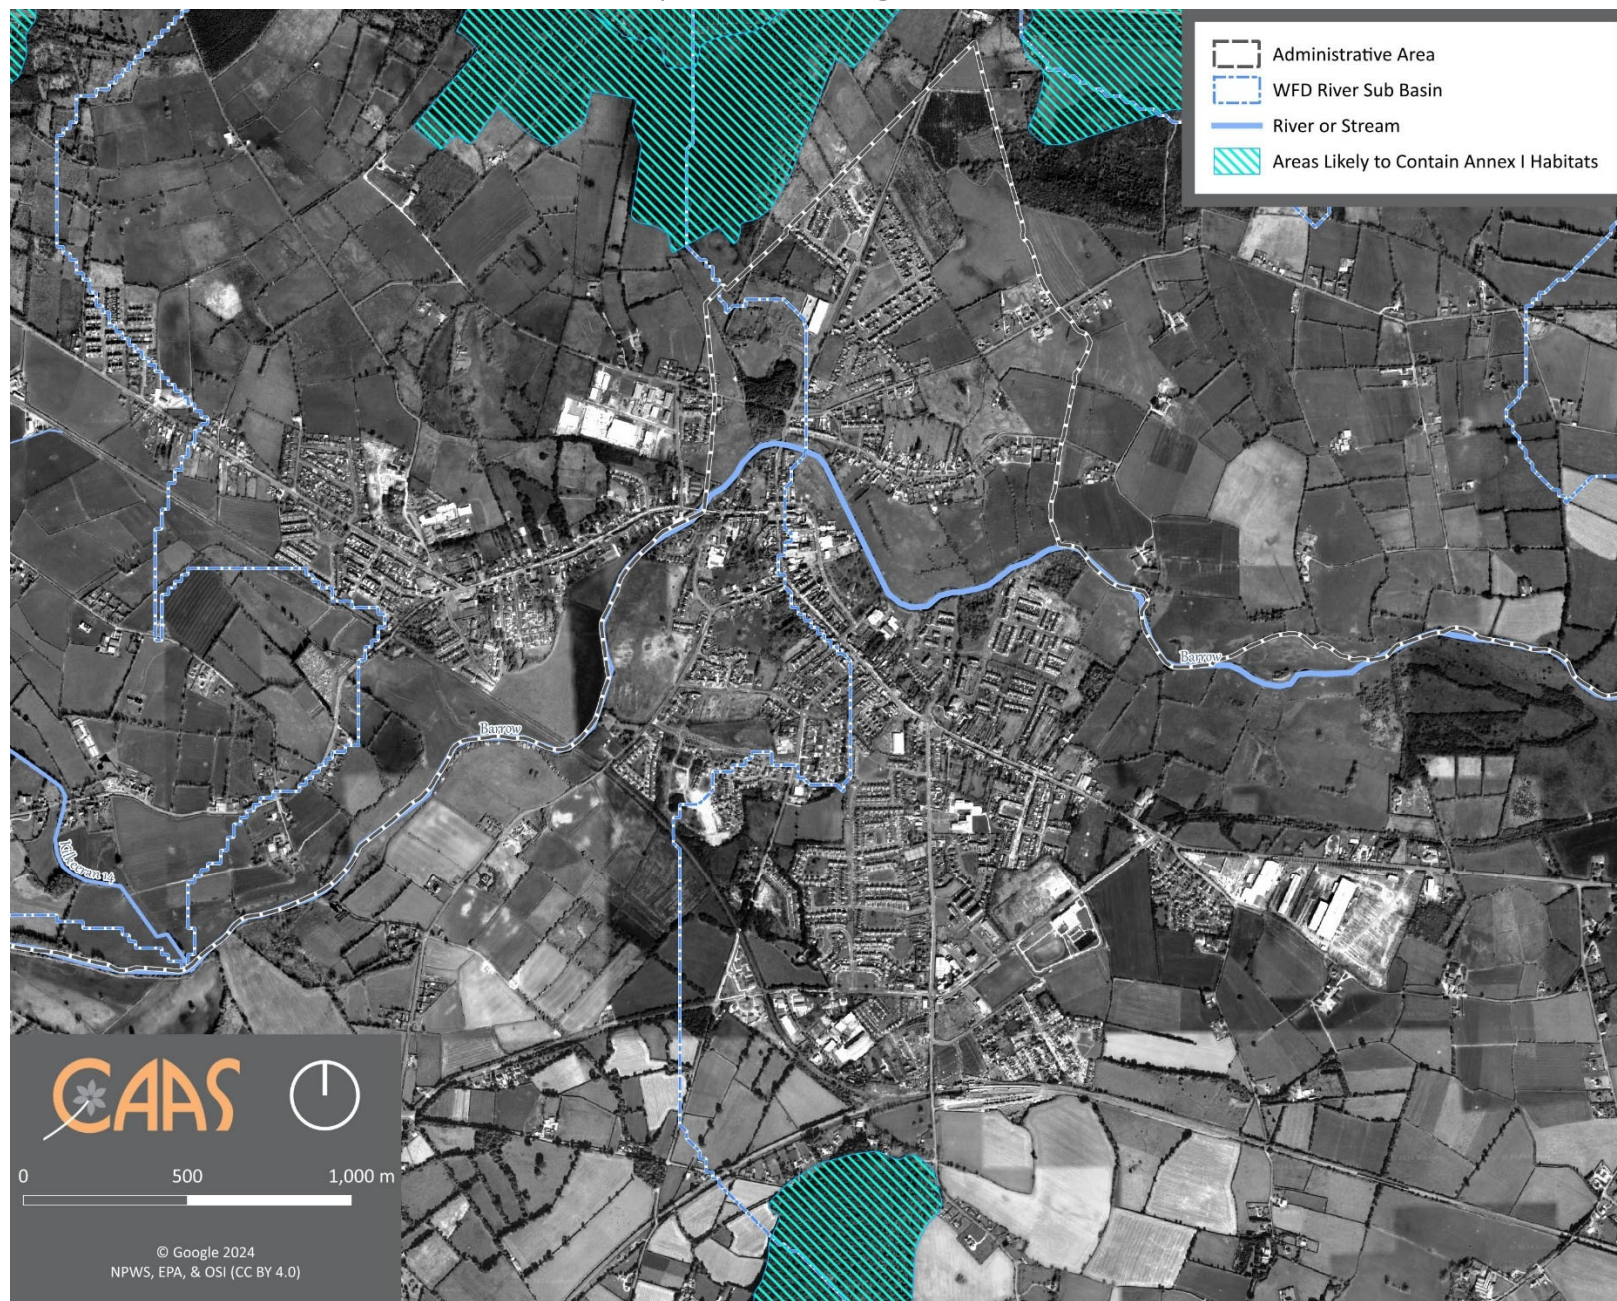 Administrative Area
WFD River Sub Basin
River or Stream
Areas Likely to Contain Annex I Habitats
Barrow
Barrow
Kilkeran 14
CAAS
0 500 1,000 m
© Google 2024
NPWS, EPA, & OSI (CC BY 4.0)